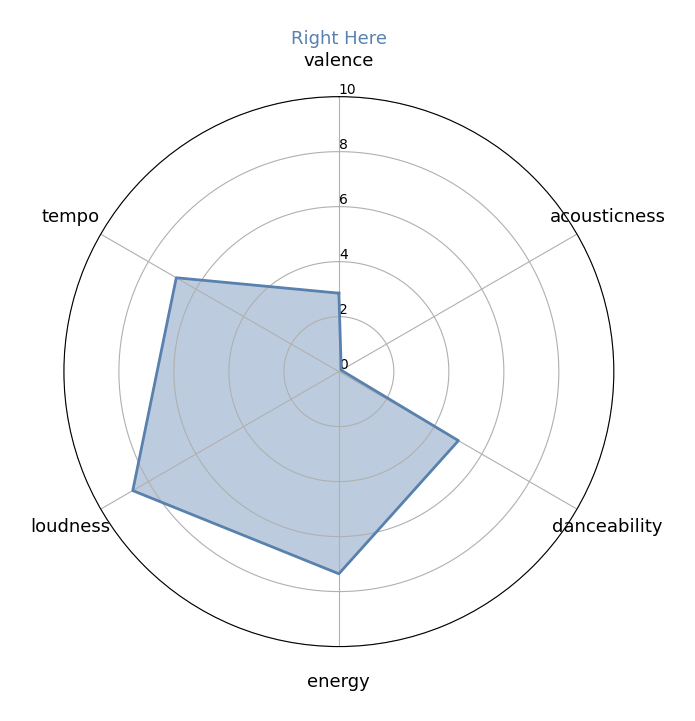 Right Here
valence
10
8
6
4
2
0
tempo
acousticness
loudness
danceability
energy